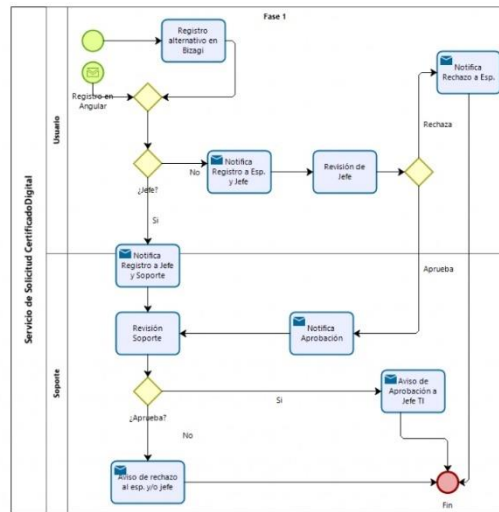 Servicio de Solicitud CertificadoDigital
Fase 1
Usuario
Registro
alternativo en
Bizagi
Registro en
Angular
Notifica
Rechazo a Esp.
Rechaza
¿Jefe?
No
Notifica
Registro a Esp.
y Jefe
Revisión de
Jefe
Si
Soporte
Notifica
Registro a Jefe
y Soporte
Aprueba
Revisión
Soporte
Notifica
Aprobación
¿Aprueba?
Si
Aviso de
Aprobación a
Jefe TI
No
Aviso de rechazo
al esp. y/o Jefe
Fin